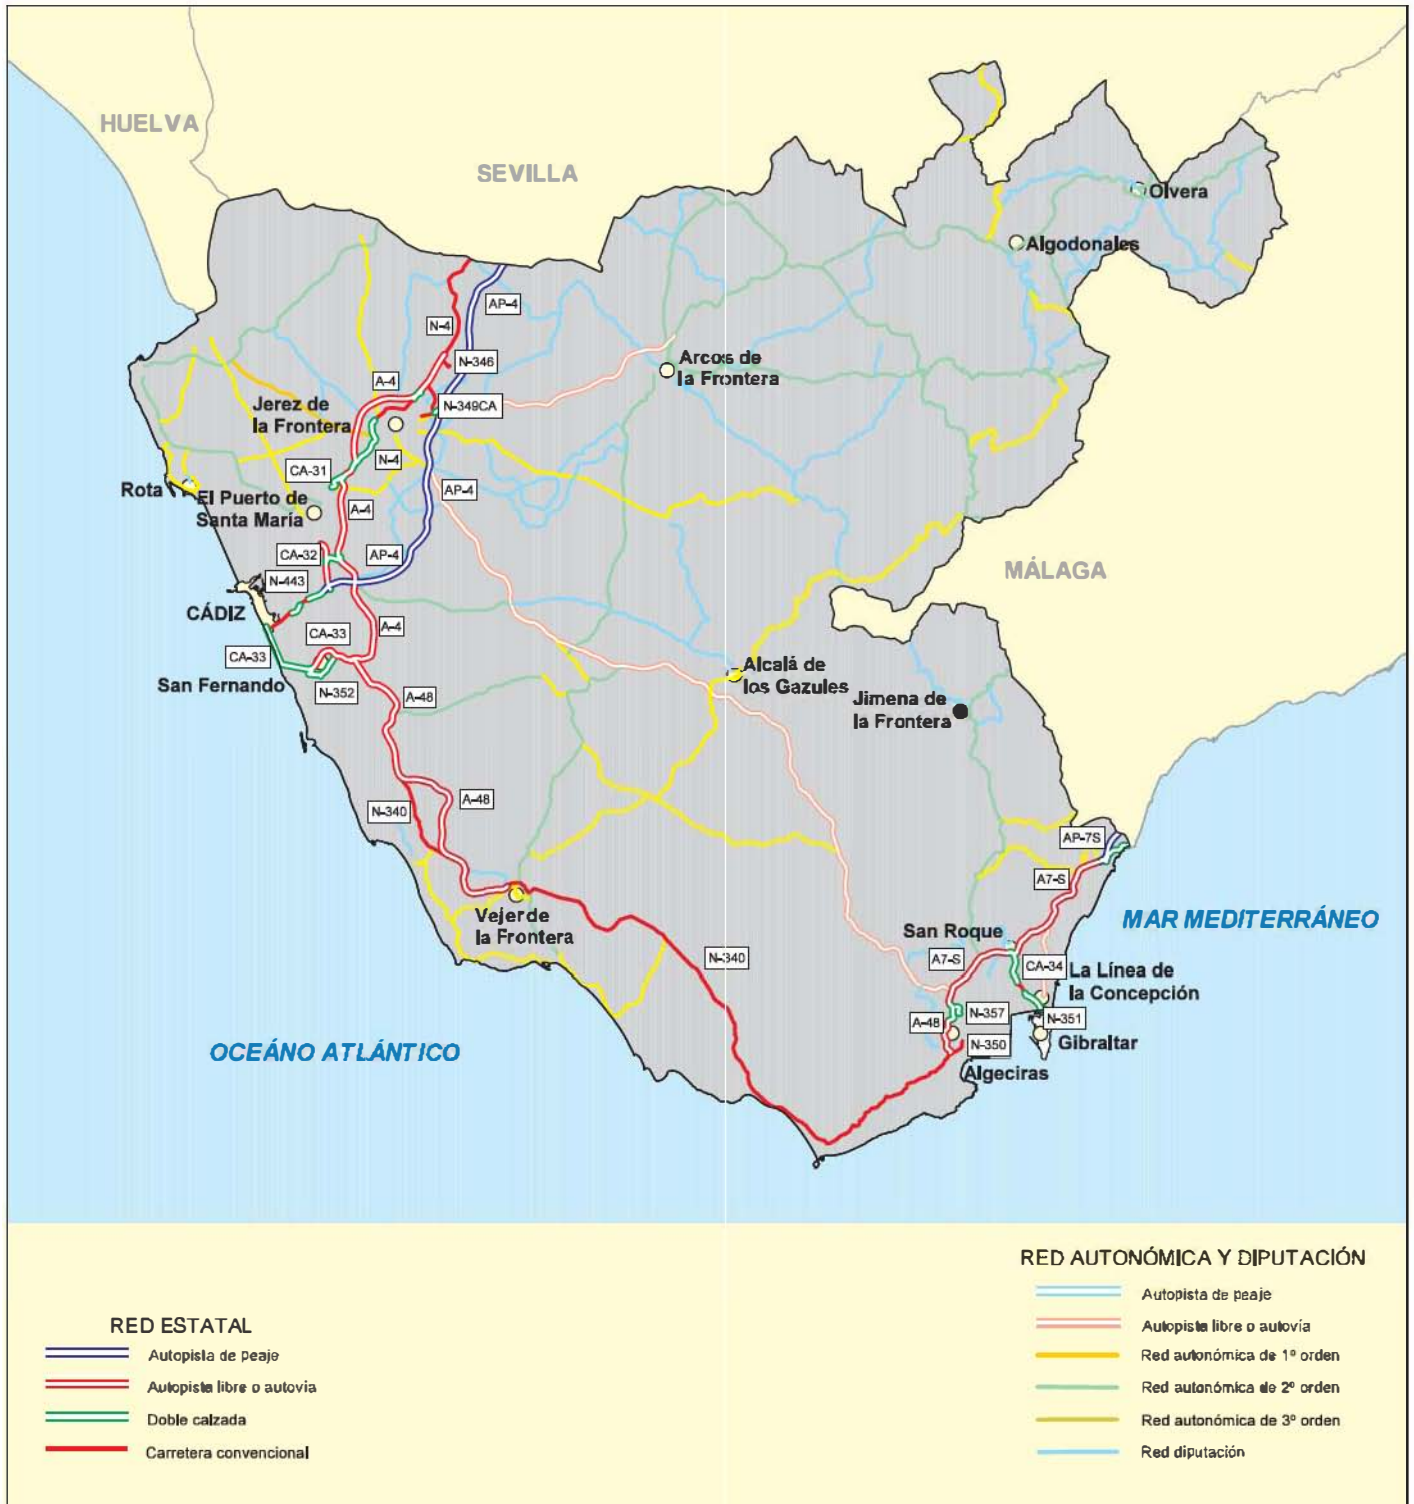 HUELVA
SEVILLA
Olvera
Algodonales
AP-4
N-4
N-346
Arcos de
la Frontera
A-4
Jerez de
la Frontera
N-349CA
N-4
CA-31
Rota
El Puerto de
Santa María
AP-4
A-4
CA-32
AP-4
MÁLAGA
N-443
CÁDIZ
CA-33
A-4
CA-33
San Fernando
N-352
A-48
Alcalá de
los Gazules
Jimena de
la Frontera
A-48
N-340
AP-7S
A7-S
MAR MEDITERRÁNEO
Vejer de
la Frontera
San Roque
N-340
A7-S
CA-34
La Línea de
la Concepción
N-357
N-351
A-48
Gibraltar
N-350
Algeciras
OCEÁNO ATLÁNTICO
RED ESTATAL
Autopista de peaje
Autopista libre o autovia
Doble calzada
Carretera convencional
RED AUTONÓMICA Y DIPUTACIÓN
Autopista de peaje
Autopista libre o autovía
Red autonómica de 1º orden
Red autonómica de 2º orden
Red autonómica de 3º orden
Red diputación